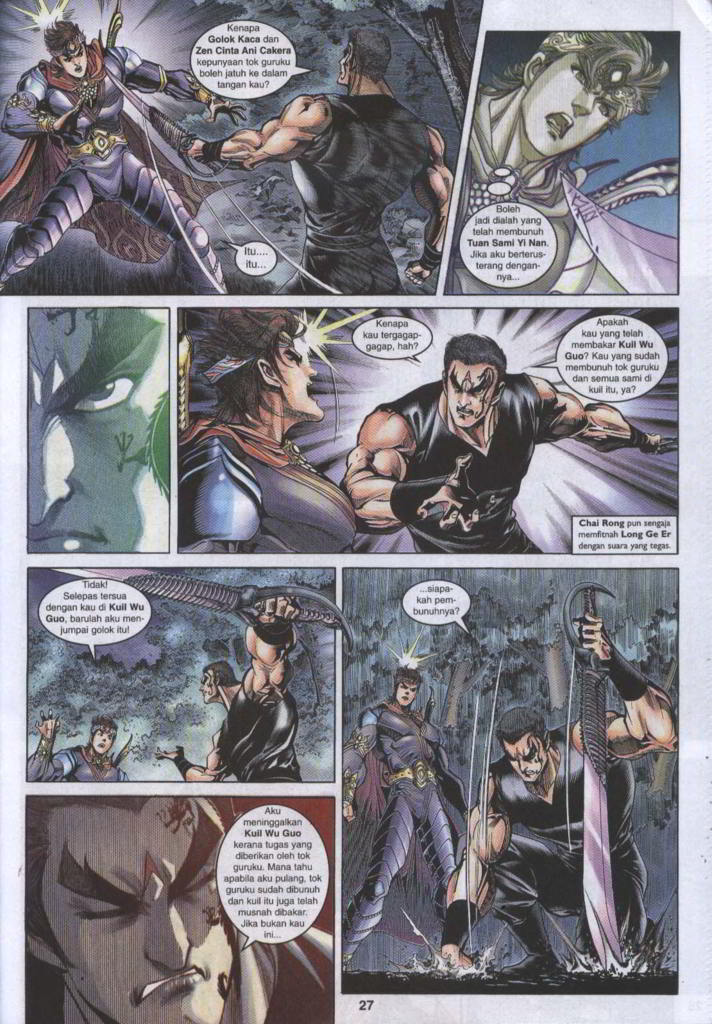 Kenapa
Golok Kaca dan
Zen Cinta Ani Cakera
kepunyaan tok guruku
boleh jatuh ke dalam
tangan kau?
Itu....
itu...
Boleh
jadi dialah yang
telah membunuh
Tuan Sami Yi Nan.
Jika aku berterus-
terang dengan-
nya...
Kenapa
kau tergagap-
gagap, hah?
Apakah
kau yang telah
membakar Kuil Wu
Guo? Kau yang sudah
membunuh tok guruku
dan semua sami di
kuil itu, ya?
Chai Rong pun sengaja
memfitnah Long Ge Er
dengan suara yang tegas.
Tidak!
Selepas tersua
dengan kau di Kuil Wu
Guo, barulah aku men-
jumpai golok itu!
...siapa-
kah pem-
bunuhnya?
Aku
meninggalkan
Kuil Wu Guo
kerana tugas yang
diberikan oleh tok
guruku. Mana tahu
apabila aku pulang, tok
guruku sudah dibunuh
dan kuil itu juga telah
musnah dibakar.
Jika bukan kau
ini...
27